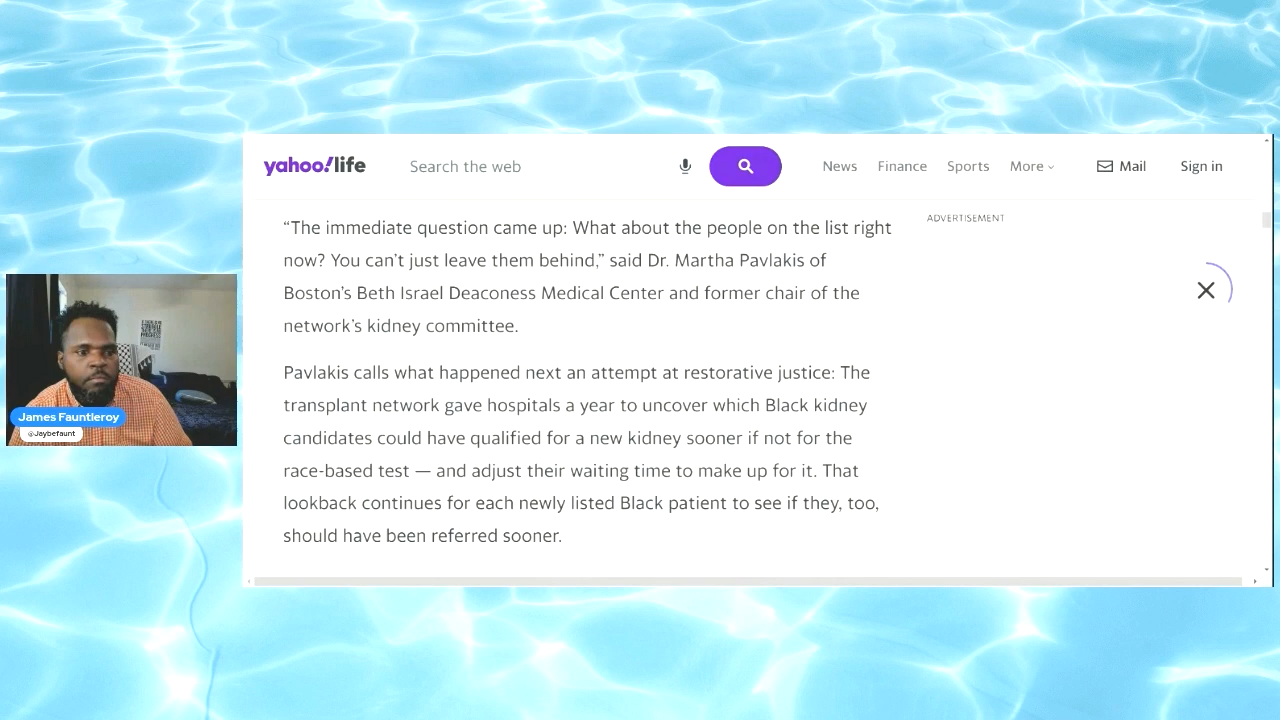 yahoo!life
Search the web
News Finance Sports More Mail Sign in
“The immediate question came up: What about the people on the list right
now? You can’t just leave them behind,” said Dr. Martha Pavlakis of
Boston’s Beth Israel Deaconess Medical Center and former chair of the
network’s kidney committee.
Pavlakis calls what happened next an attempt at restorative justice: The
transplant network gave hospitals a year to uncover which Black kidney
candidates could have qualified for a new kidney sooner if not for the
race-based test — and adjust their waiting time to make up for it. That
lookback continues for each newly listed Black patient to see if they, too,
should have been referred sooner.
ADVERTISEMENT
James Fauntleroy
@Jaybefaunt